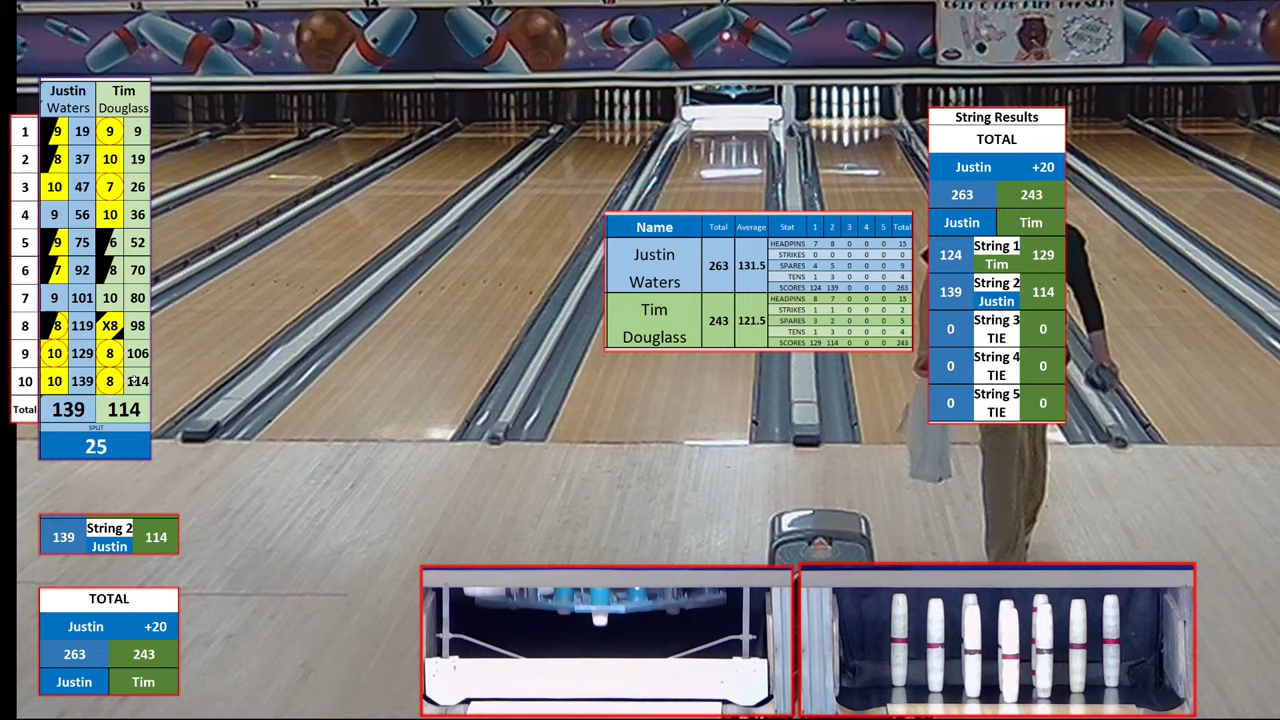 Justin Tim
Waters Douglass
1 9 19 9 9
2 8 37 10 19
3 10 47 7 26
4 9 56 10 36
5 9 75 6 52
6 7 92 8 70
7 9 101 10 80
8 8 119 X8 98
9 10 129 8 106
10 10 139 8 114
Total 139 114
SPLIT
25
139 String 2 114
Justin
TOTAL
Justin +20
263 243
Justin Tim
Name Total Average Stat 1 2 3 4 5 Total
Justin Waters 263 131.5
HEADPINS 7 8 0 0 0 15
STRIKES 0 0 0 0 0 0
SPARES 4 5 0 0 0 9
TENS 1 3 0 0 0 4
SCORES 124 139 0 0 0 263
Tim Douglass 243 121.5
HEADPINS 8 7 0 0 0 15
STRIKES 1 1 0 0 0 2
SPARES 3 2 0 0 0 5
TENS 1 3 0 0 0 4
SCORES 129 114 0 0 0 243
String Results
TOTAL
Justin +20
263 243
Justin Tim
124 String 1 129
Tim
139 String 2 114
Justin
0 String 3 0
TIE
0 String 4 0
TIE
0 String 5 0
TIE